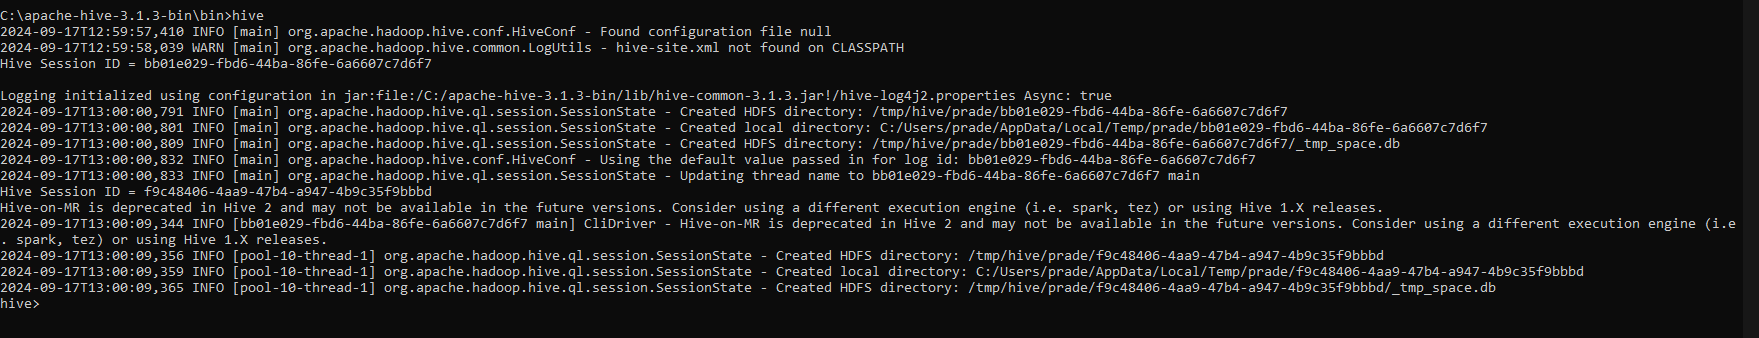 C:\apache-hive-3.1.3-bin\bin>hive
2024-09-17T12:59:57,410 INFO [main] org.apache.hadoop.hive.conf.HiveConf - Found configuration file null
2024-09-17T12:59:58,039 WARN [main] org.apache.hadoop.hive.common.LogUtils - hive-site.xml not found on CLASSPATH
Hive Session ID = bb01e029-fbd6-44ba-86fe-6a6607c7d6f7
Logging initialized using configuration in jar:file:/C:/apache-hive-3.1.3-bin/lib/hive-common-3.1.3.jar!/hive-log4j2.properties Async: true
2024-09-17T13:00:00,791 INFO [main] org.apache.hadoop.hive.ql.session.SessionState - Created HDFS directory: /tmp/hive/prade/bb01e029-fbd6-44ba-86fe-6a6607c7d6f7
2024-09-17T13:00:00,801 INFO [main] org.apache.hadoop.hive.ql.session.SessionState - Created local directory: C:/Users/prade/AppData/Local/Temp/prade/bb01e029-fbd6-44ba-86fe-6a6607c7d6f7
2024-09-17T13:00:00,809 INFO [main] org.apache.hadoop.hive.ql.session.SessionState - Created HDFS directory: /tmp/hive/prade/bb01e029-fbd6-44ba-86fe-6a6607c7d6f7/_tmp_space.db
2024-09-17T13:00:00,832 INFO [main] org.apache.hadoop.hive.conf.HiveConf - Using the default value passed in for log id: bb01e029-fbd6-44ba-86fe-6a6607c7d6f7
2024-09-17T13:00:00,833 INFO [main] org.apache.hadoop.hive.ql.session.SessionState - Updating thread name to bb01e029-fbd6-44ba-86fe-6a6607c7d6f7 main
Hive Session ID = f9c48406-4aa9-47b4-a947-4b9c35f9bbbd
Hive-on-MR is deprecated in Hive 2 and may not be available in the future versions. Consider using a different execution engine (i.e. spark, tez) or using Hive 1.X releases.
2024-09-17T13:00:09,344 INFO [bb01e029-fbd6-44ba-86fe-6a6607c7d6f7 main] CliDriver - Hive-on-MR is deprecated in Hive 2 and may not be available in the future versions. Consider using a different execution engine (i.e
. spark, tez) or using Hive 1.X releases.
2024-09-17T13:00:09,356 INFO [pool-10-thread-1] org.apache.hadoop.hive.ql.session.SessionState - Created HDFS directory: /tmp/hive/prade/f9c48406-4aa9-47b4-a947-4b9c35f9bbbd
2024-09-17T13:00:09,359 INFO [pool-10-thread-1] org.apache.hadoop.hive.ql.session.SessionState - Created local directory: C:/Users/prade/AppData/Local/Temp/prade/f9c48406-4aa9-47b4-a947-4b9c35f9bbbd
2024-09-17T13:00:09,365 INFO [pool-10-thread-1] org.apache.hadoop.hive.ql.session.SessionState - Created HDFS directory: /tmp/hive/prade/f9c48406-4aa9-47b4-a947-4b9c35f9bbbd/_tmp_space.db
hive>